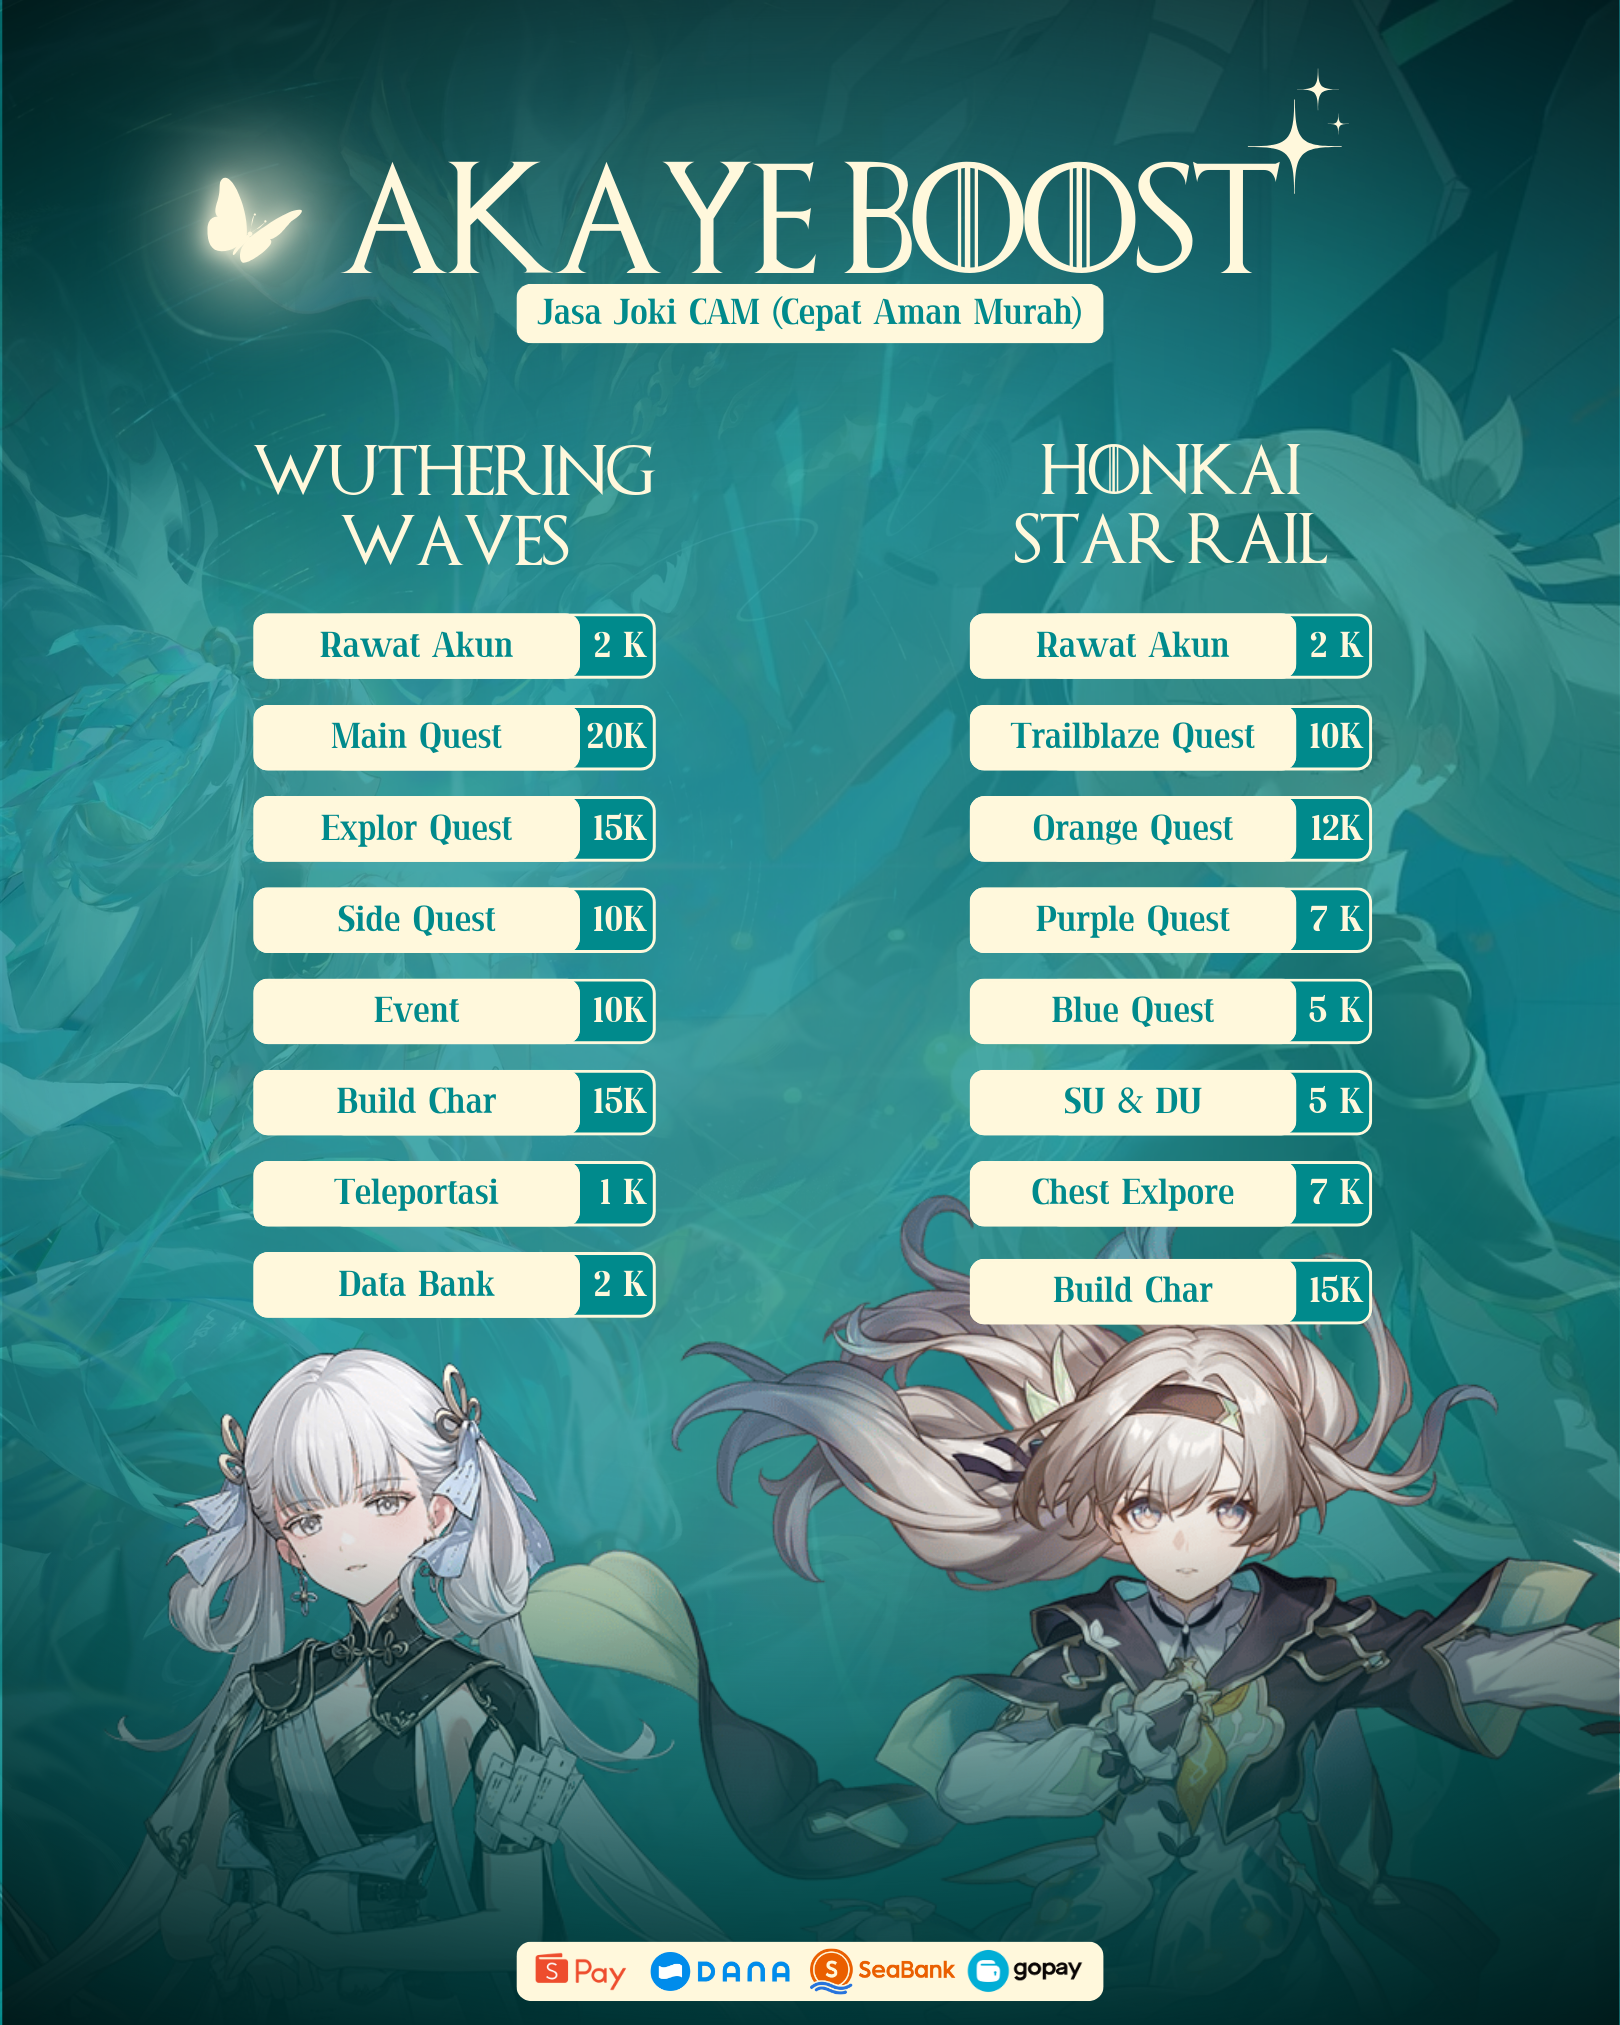 AKAYE BOOST
Jasa Joki CAM (Cepat Aman Murah)
WUTHERING
WAVES
Rawat Akun 2 K
Main Quest 20K
Explor Quest 15K
Side Quest 10K
Event 10K
Build Char 15K
Teleportasi 1 K
Data Bank 2 K
HONKAI
STAR RAIL
Rawat Akun 2 K
Trailblaze Quest 10K
Orange Quest 12K
Purple Quest 7 K
Blue Quest 5 K
SU & DU 5 K
Chest Exlpore 7 K
Build Char 15K
S Pay DANA S SeaBank gopay